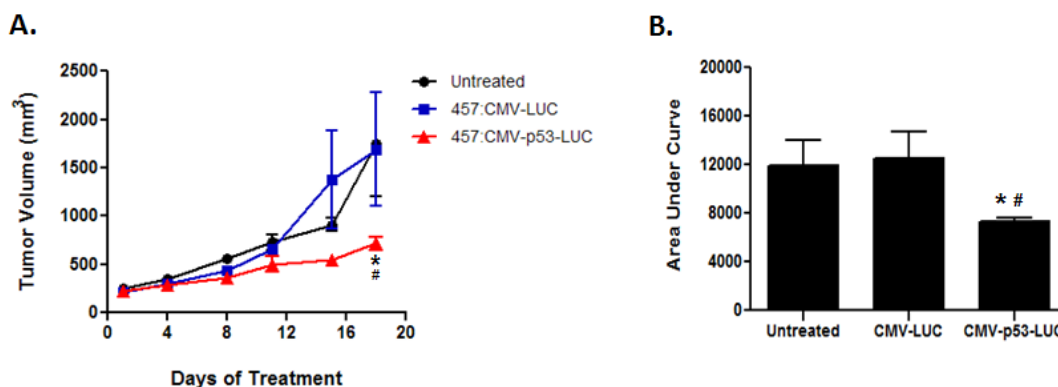 A.
2500
2000
1500
1000
500
0
0
4
8
12
16
20
Tumor Volume (mm³)
Days of Treatment
Untreated
457:CMV-LUC
457:CMV-p53-LUC
*
#
B.
20000
16000
12000
8000
4000
0
Area Under Curve
* #
Untreated
CMV-LUC
CMV-p53-LUC